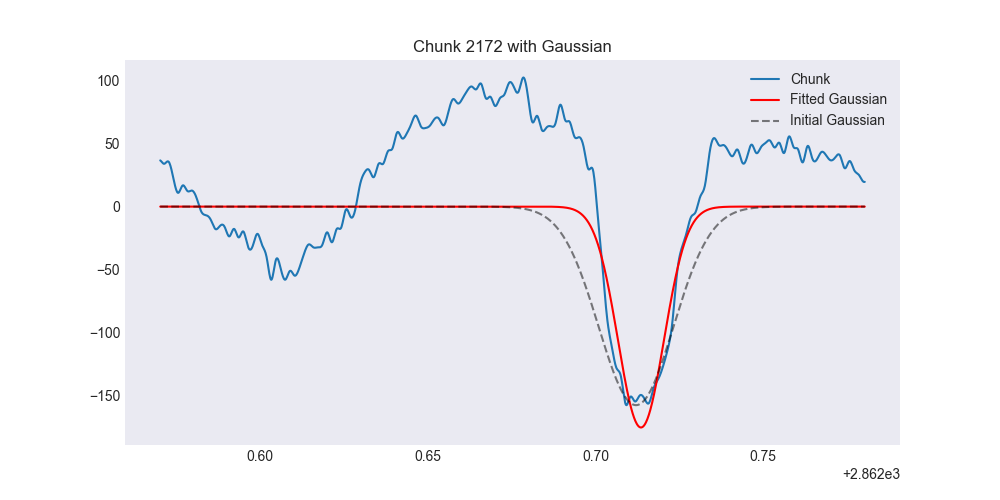 Chunk 2172 with Gaussian
Chunk
Fitted Gaussian
Initial Gaussian
100
50
0
−50
−100
−150
0.60
0.65
0.70
0.75
+2.862e3